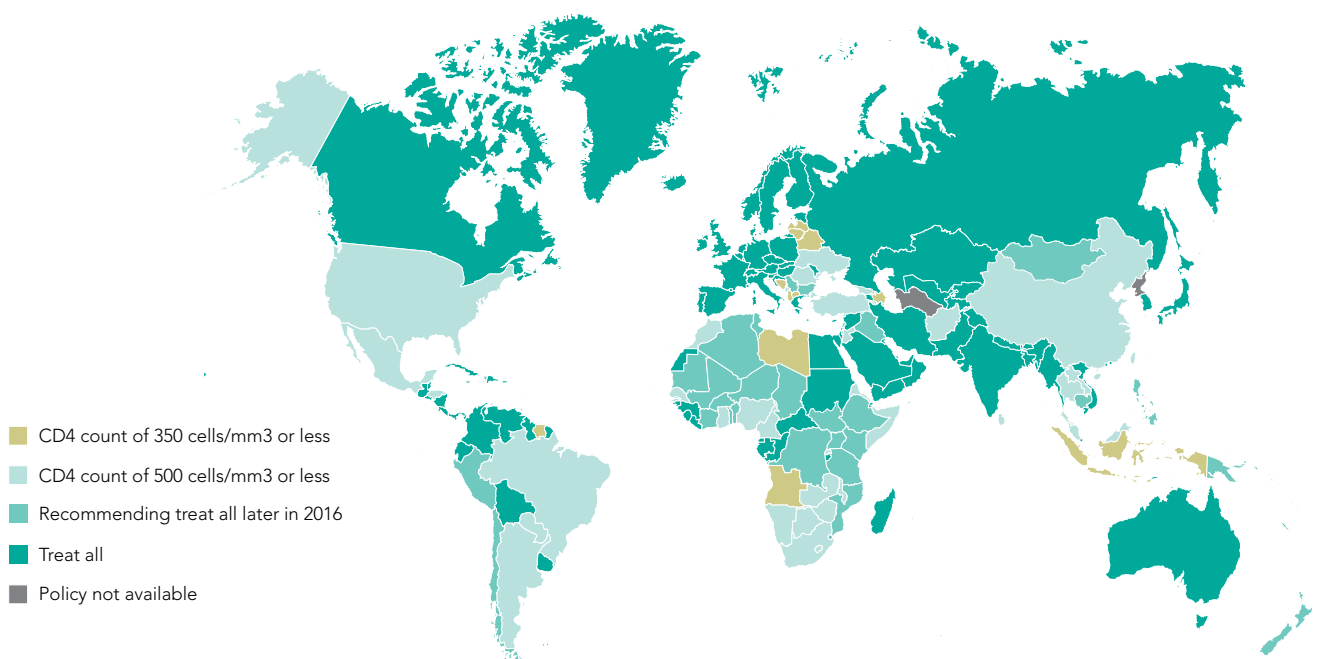 CD4 count of 350 cells/mm3 or less
CD4 count of 500 cells/mm3 or less
Recommending treat all later in 2016
Treat all
Policy not available